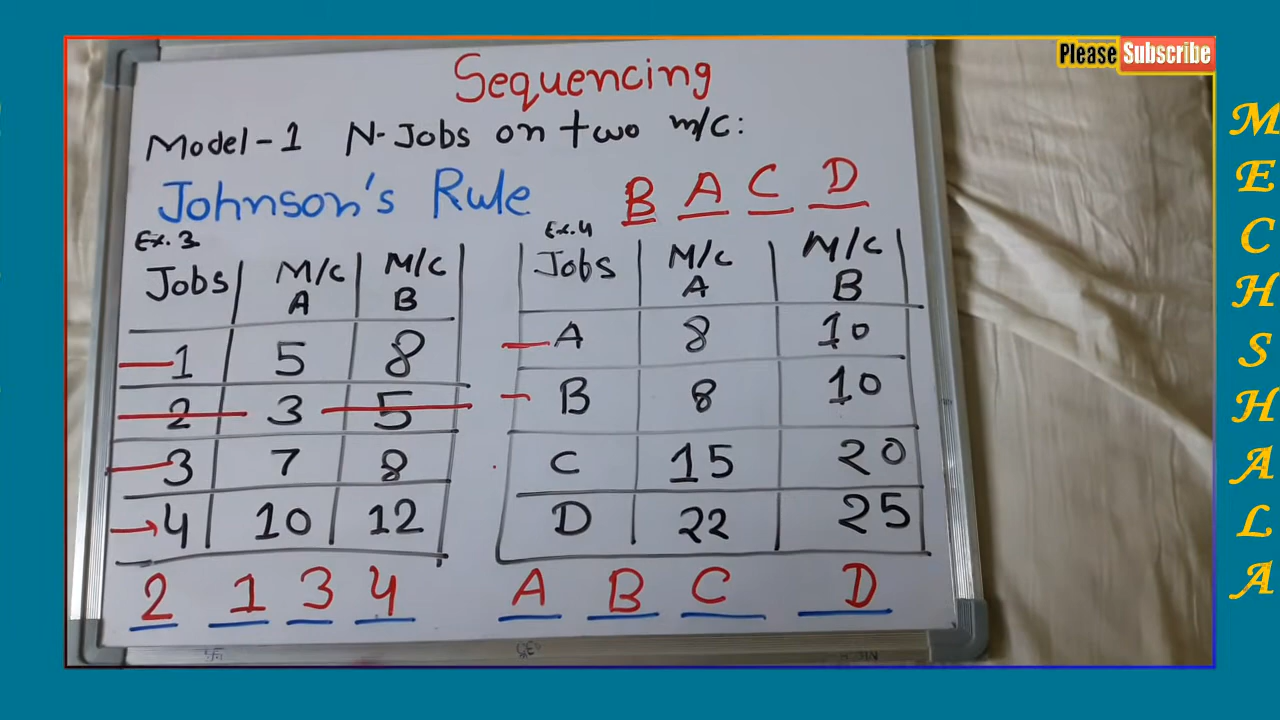 Please Subscribe
Sequencing
Model-1 N-Jobs on two m/c:
Johnson's Rule
B A C D
Ex. 3
Jobs M/C A M/C B
1 5 8
2 3 5
3 7 8
4 10 12
2 1 3 4
Ex. 4
Jobs M/C A M/C B
A 8 10
B 8 10
C 15 20
D 22 25
A B C D
MECHSHALA